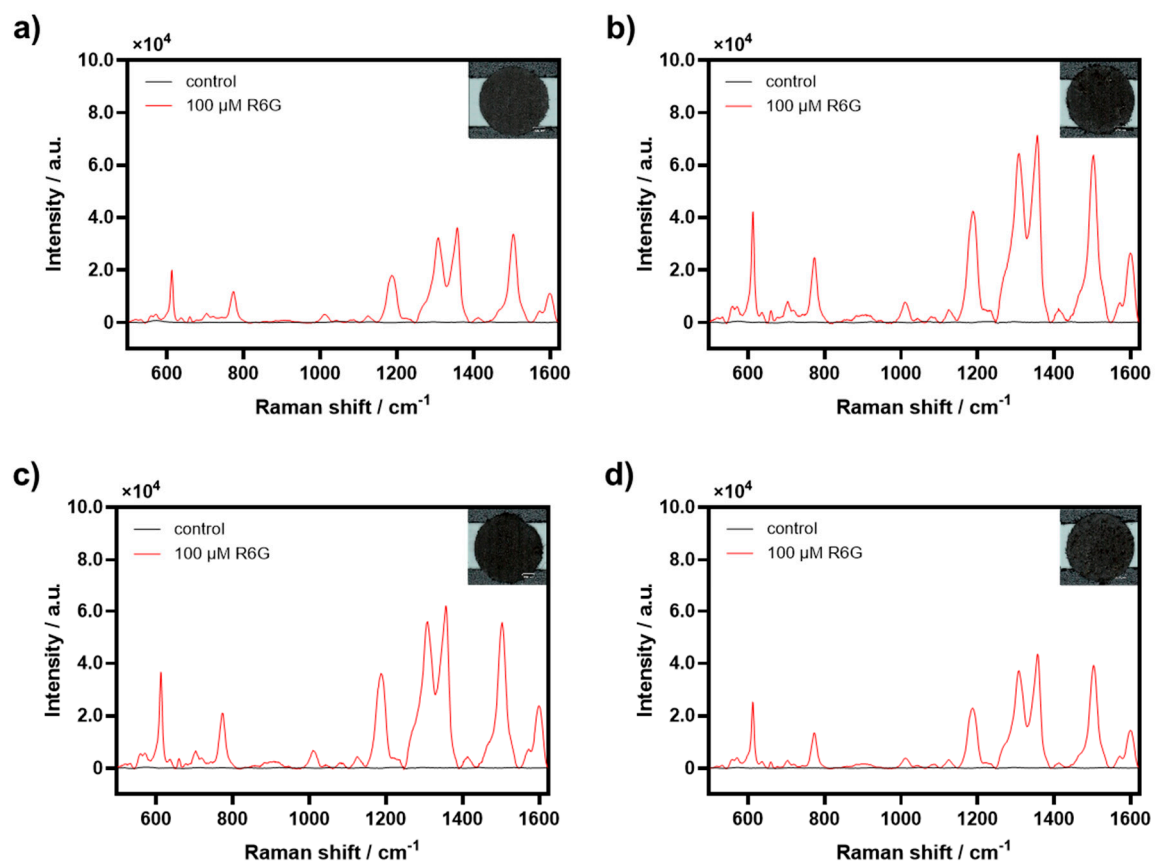 a)
×10⁴
10.0
8.0
6.0
4.0
2.0
0
Intensity / a.u.
control
100 µM R6G
600 800 1000 1200 1400 1600
Raman shift / cm⁻¹
b)
×10⁴
10.0
8.0
6.0
4.0
2.0
0
Intensity / a.u.
control
100 µM R6G
600 800 1000 1200 1400 1600
Raman shift / cm⁻¹
c)
×10⁴
10.0
8.0
6.0
4.0
2.0
0
Intensity / a.u.
control
100 µM R6G
600 800 1000 1200 1400 1600
Raman shift / cm⁻¹
d)
×10⁴
10.0
8.0
6.0
4.0
2.0
0
Intensity / a.u.
control
100 µM R6G
600 800 1000 1200 1400 1600
Raman shift / cm⁻¹